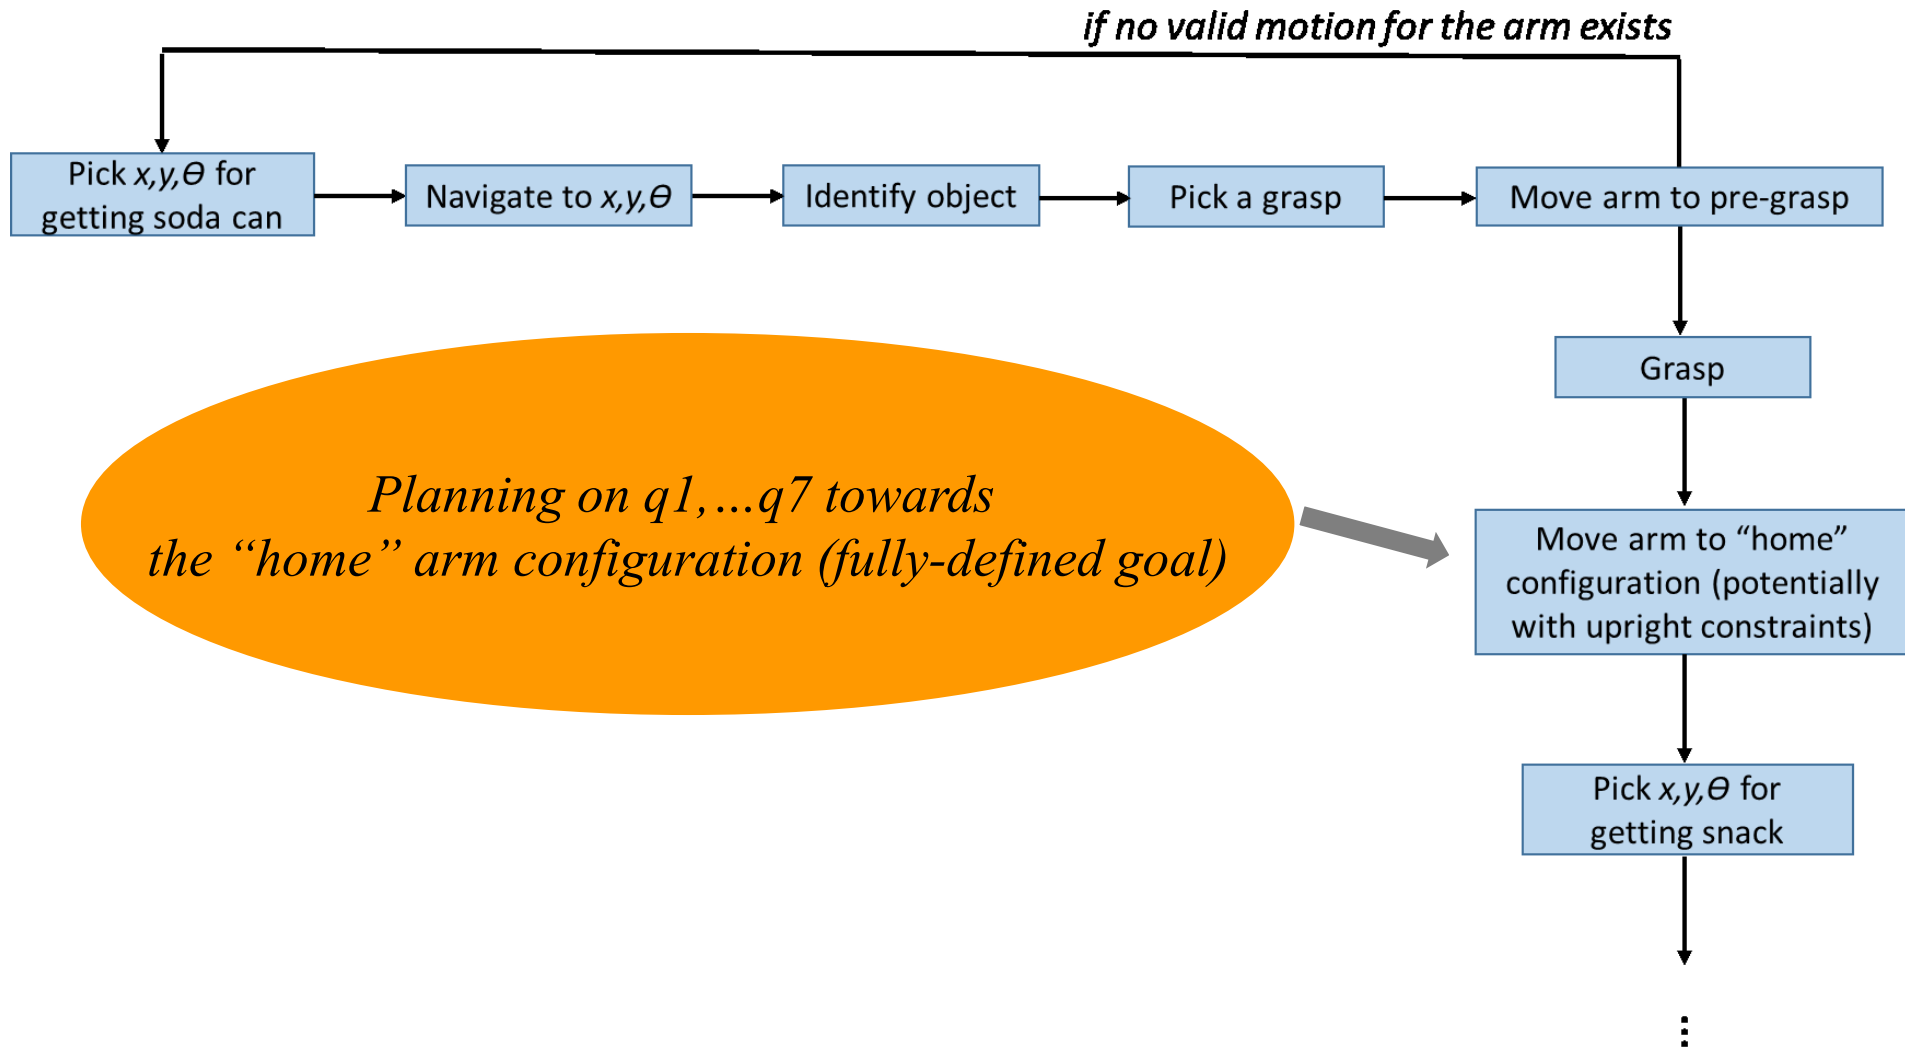 if no valid motion for the arm exists
Pick x,y,Ө for
getting soda can
Navigate to x,y,Ө
Identify object
Pick a grasp
Move arm to pre-grasp
Grasp
Planning on q1,...q7 towards
the “home” arm configuration (fully-defined goal)
Move arm to “home”
configuration (potentially
with upright constraints)
Pick x,y,Ө for
getting snack
⋮